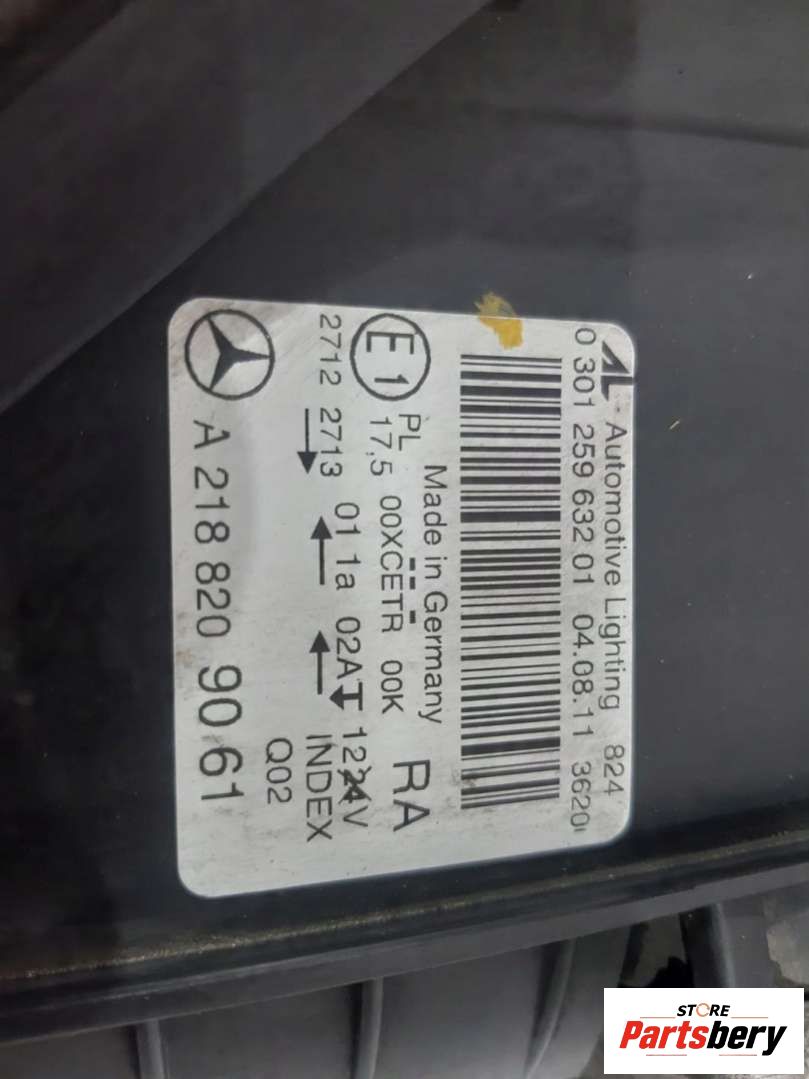 AL Automotive Lighting 824
0 301 259 632 01 04.08.11 3620
Made in Germany RA
E1 PL 17,5 00XCETR 00K
2712 2713 01 1a 02A 12 24V
INDEX
Q02
A 218 820 90 61
STORE
Partsbery